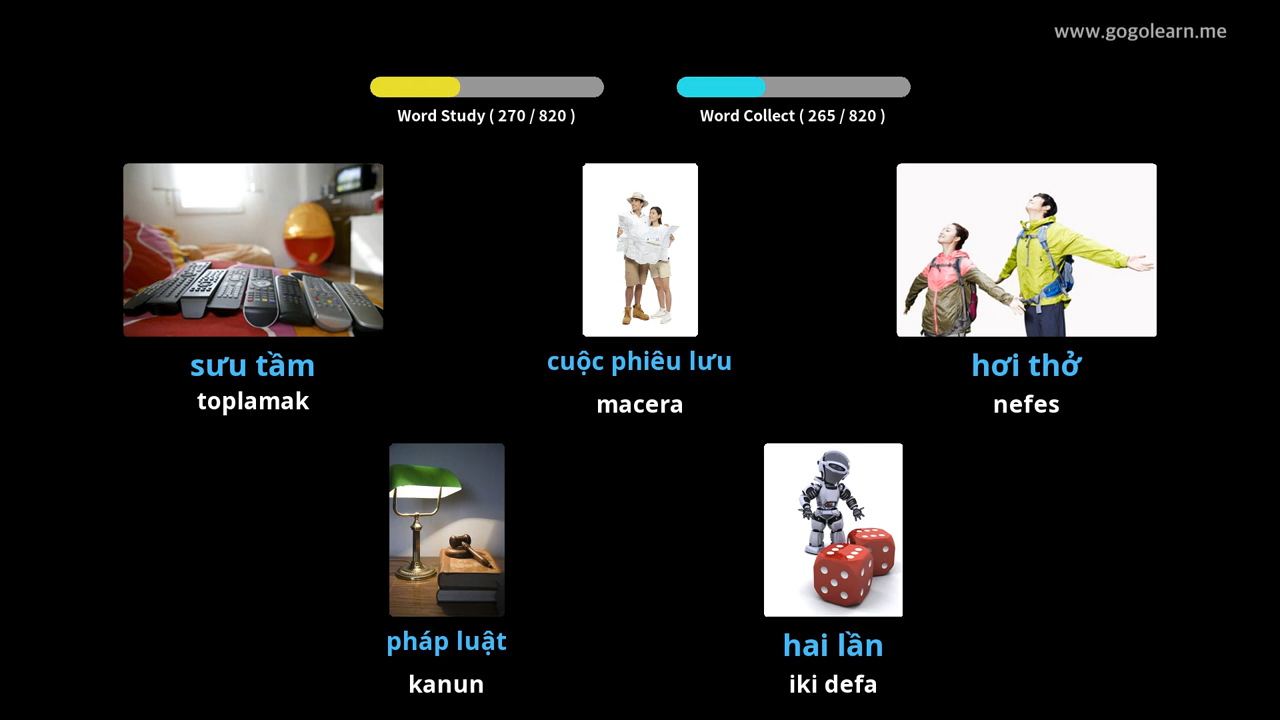 www.gogolearn.me
Word Study ( 270 / 820 )
Word Collect ( 265 / 820 )
sưu tầm
toplamak
cuộc phiêu lưu
macera
hơi thở
nefes
pháp luật
kanun
hai lần
iki defa